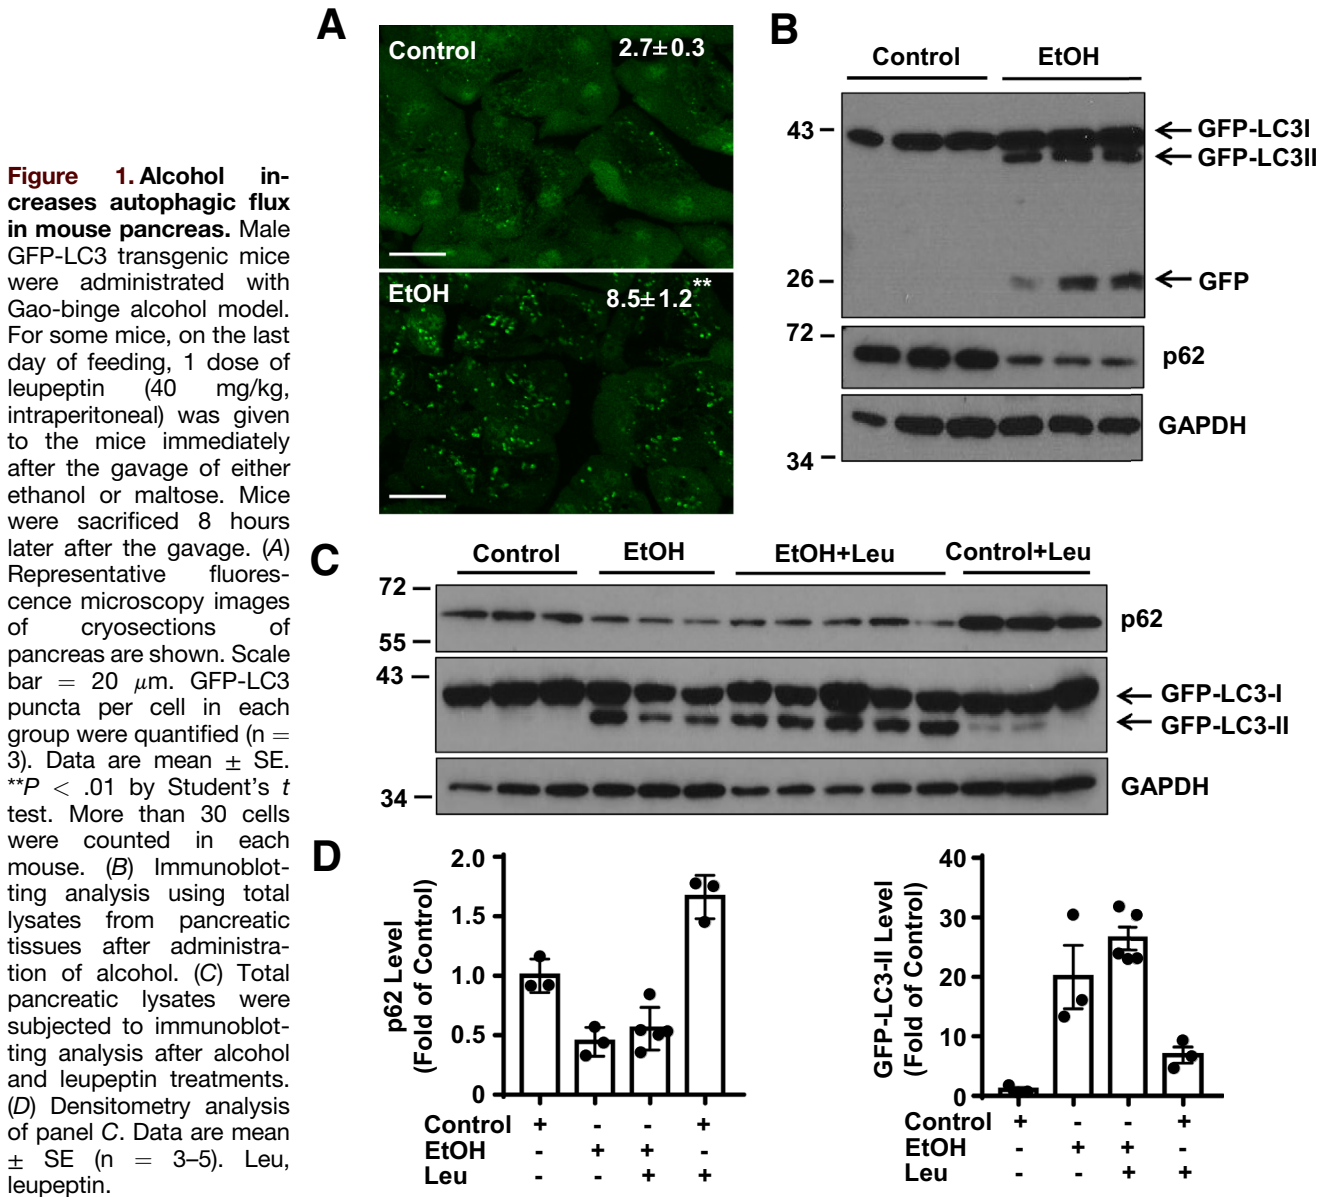 Figure 1. Alcohol in-
creases autophagic flux
in mouse pancreas. Male
GFP-LC3 transgenic mice
were administrated with
Gao-binge alcohol model.
For some mice, on the last
day of feeding, 1 dose of
leupeptin (40 mg/kg,
intraperitoneal) was given
to the mice immediately
after the gavage of either
ethanol or maltose. Mice
were sacrificed 8 hours
later after the gavage. (A)
Representative fluores-
cence microscopy images
of cryosections of
pancreas are shown. Scale
bar = 20 μm. GFP-LC3
puncta per cell in each
group were quantified (n =
3). Data are mean ± SE.
**P < .01 by Student's t
test. More than 30 cells
were counted in each
mouse. (B) Immunoblot-
ting analysis using total
lysates from pancreatic
tissues after administra-
tion of alcohol. (C) Total
pancreatic lysates were
subjected to immunoblot-
ting analysis after alcohol
and leupeptin treatments.
(D) Densitometry analysis
of panel C. Data are mean
± SE (n = 3–5). Leu,
leupeptin.
A
Control 2.7±0.3
EtOH 8.5±1.2**
B
Control EtOH
43 GFP-LC3I
GFP-LC3II
26 GFP
72
p62
GAPDH
34
C
Control EtOH EtOH+Leu Control+Leu
72
p62
55
43
GFP-LC3-I
GFP-LC3-II
GAPDH
34
D
p62 Level
(Fold of Control)
2.0
1.5
1.0
0.5
0
Control + - - +
EtOH - + + -
Leu - - + +
GFP-LC3-II Level
(Fold of Control)
40
30
20
10
0
Control + - - +
EtOH - + + -
Leu - - + +